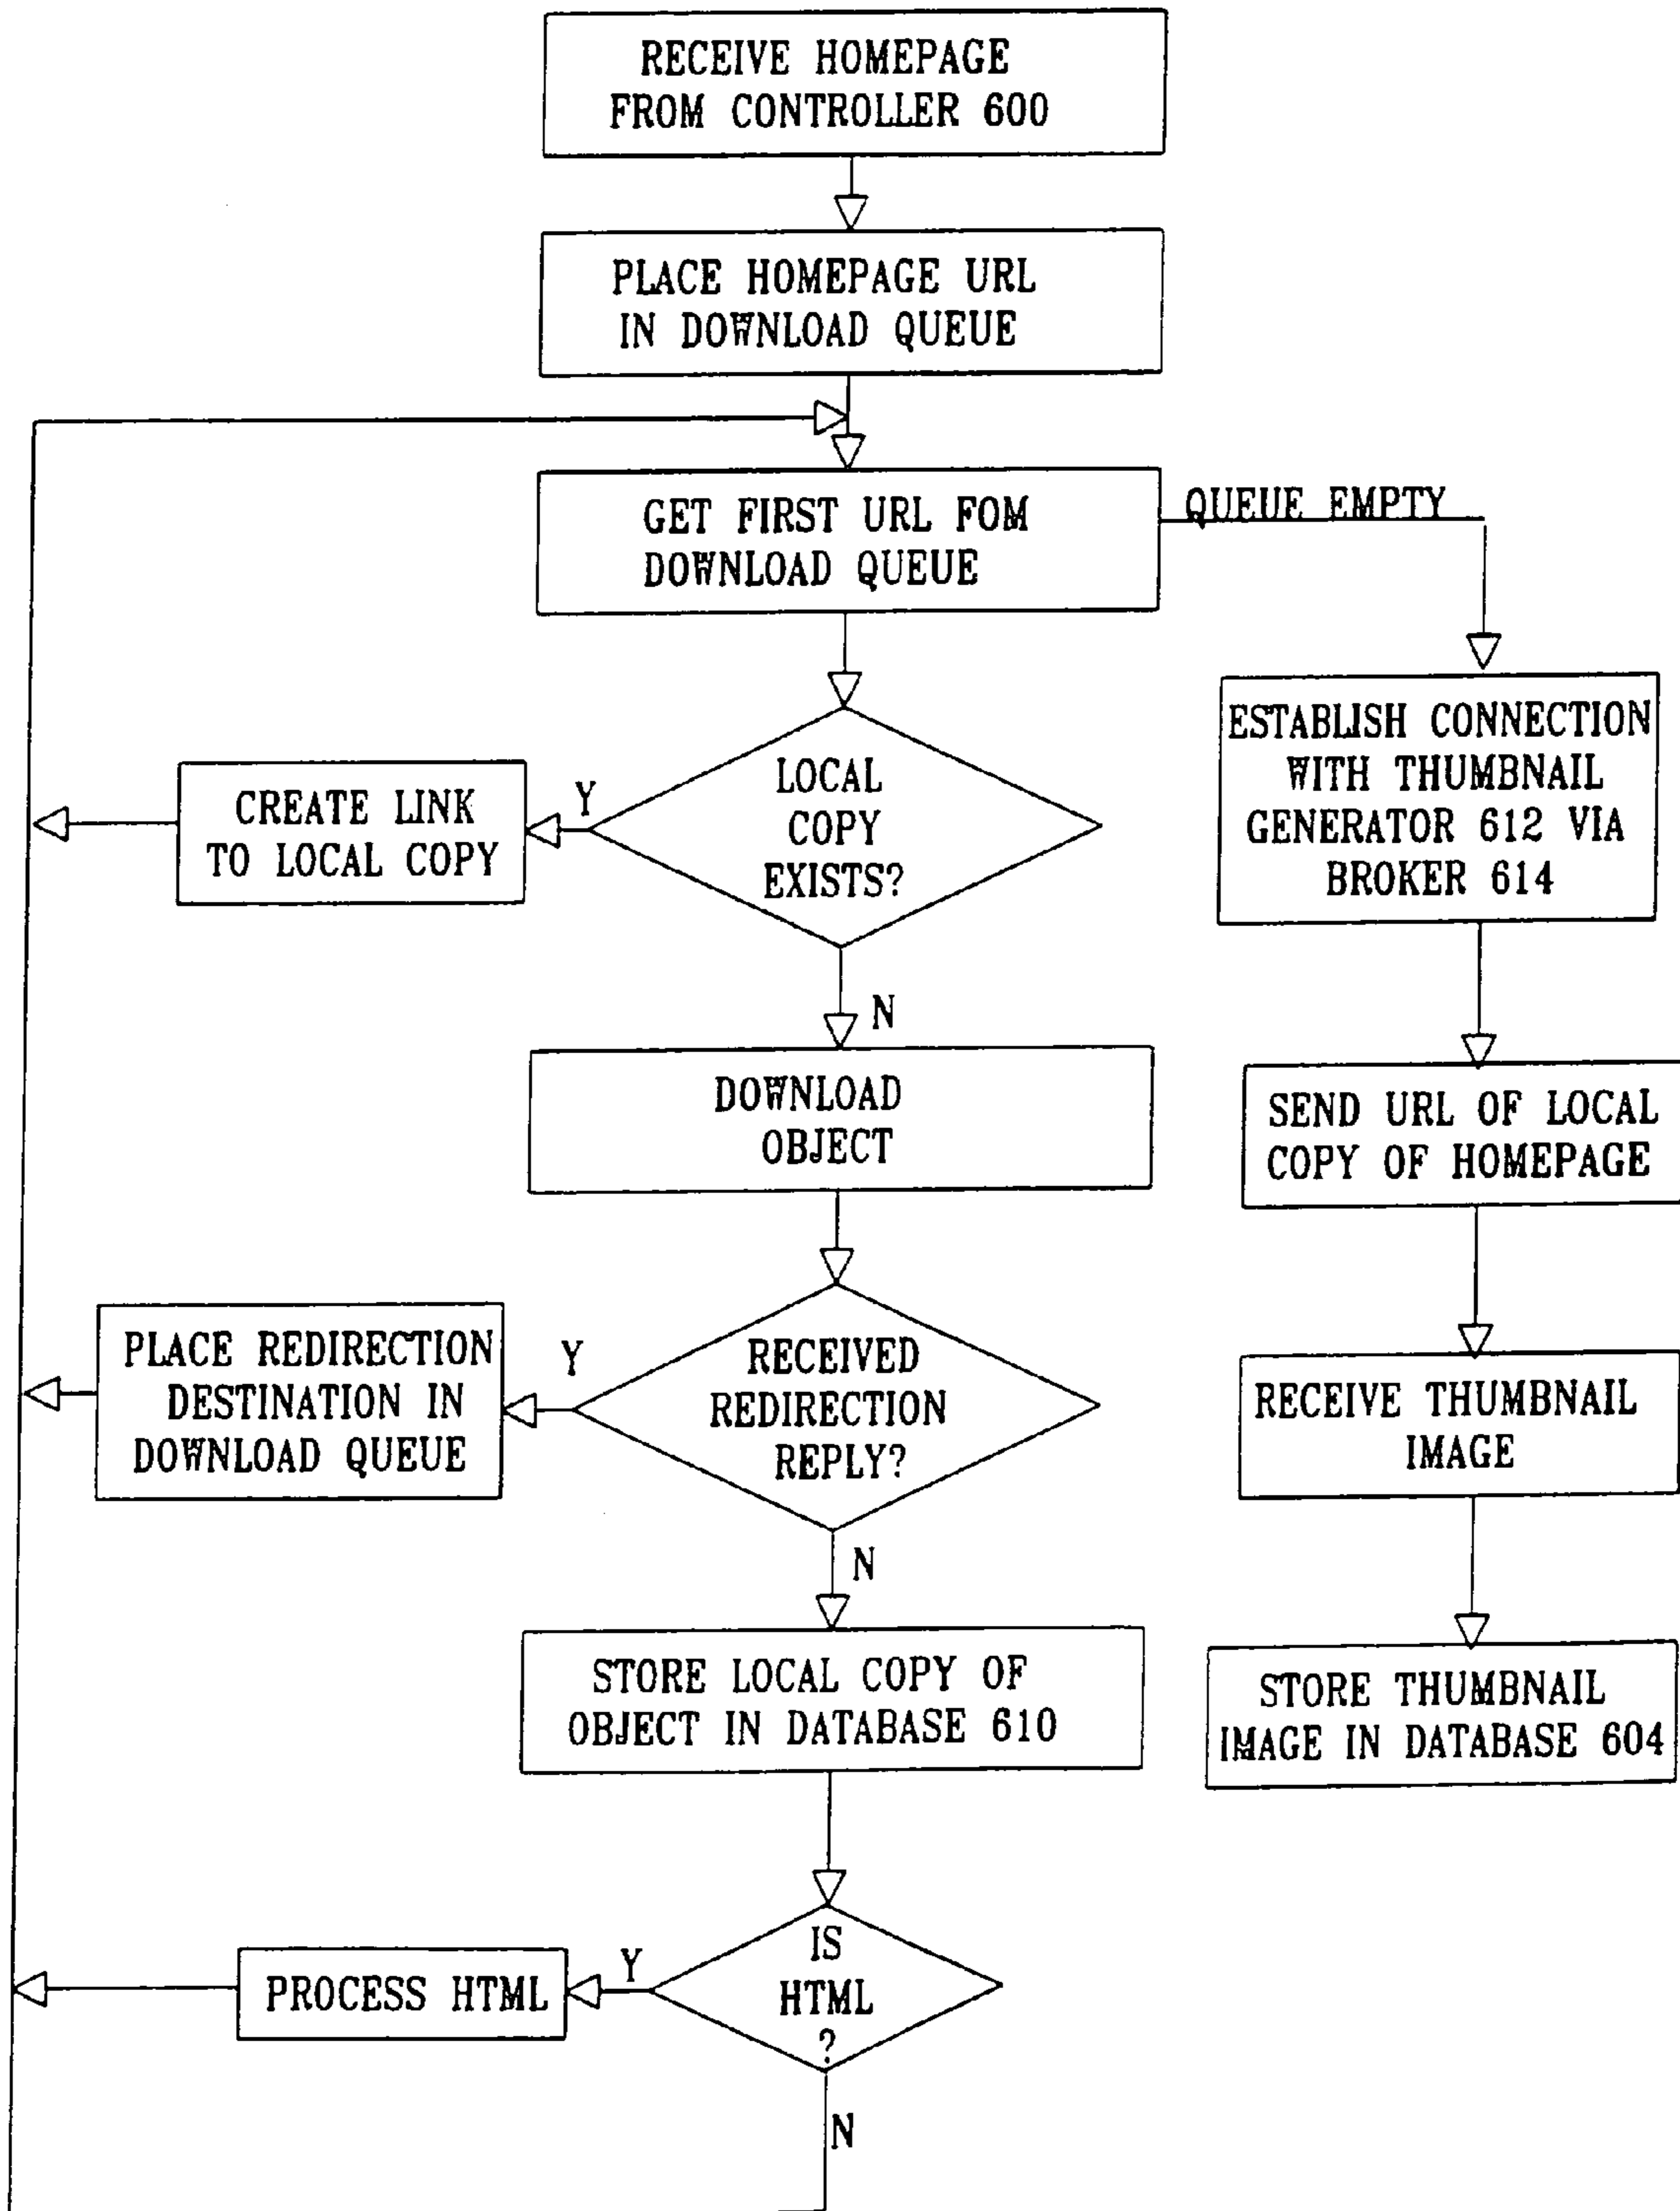 RECEIVE HOMEPAGE
FROM CONTROLLER 600
PLACE HOMEPAGE URL
IN DOWNLOAD QUEUE
GET FIRST URL FOM
DOWNLOAD QUEUE
QUEUE EMPTY
LOCAL
COPY
EXISTS?
Y
CREATE LINK
TO LOCAL COPY
N
DOWNLOAD
OBJECT
RECEIVED
REDIRECTION
REPLY?
Y
PLACE REDIRECTION
DESTINATION IN
DOWNLOAD QUEUE
N
STORE LOCAL COPY OF
OBJECT IN DATABASE 610
IS
HTML
?
Y
PROCESS HTML
N
ESTABLISH CONNECTION
WITH THUMBNAIL
GENERATOR 612 VIA
BROKER 614
SEND URL OF LOCAL
COPY OF HOMEPAGE
RECEIVE THUMBNAIL
IMAGE
STORE THUMBNAIL
IMAGE IN DATABASE 604